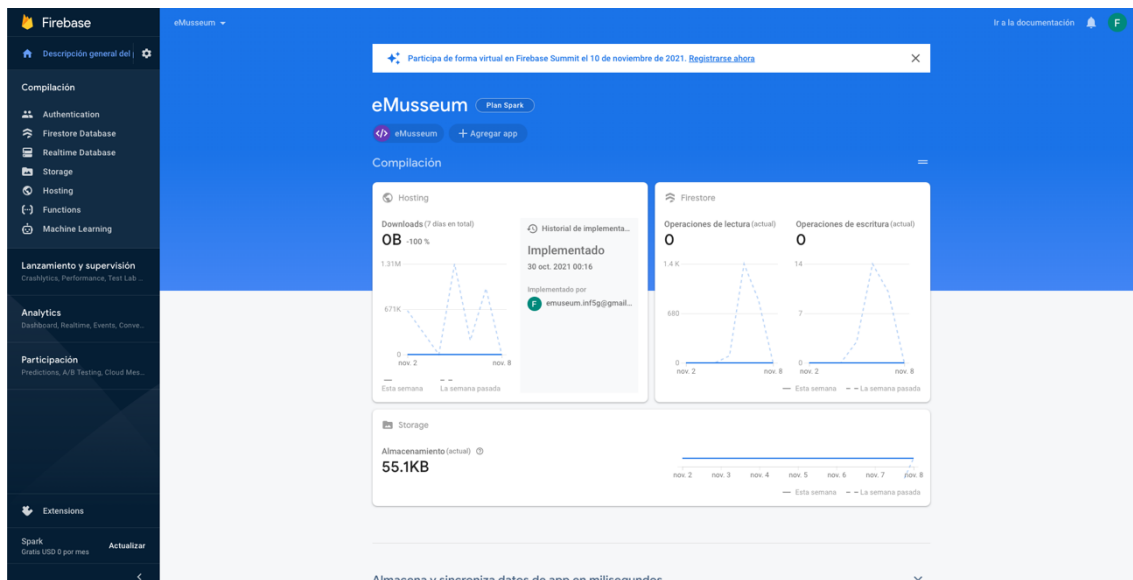 Firebase
eMusseum
Ir a la documentación
F
Descripción general del
Participa de forma virtual en Firebase Summit el 10 de noviembre de 2021. Registrarse ahora
Compilación
Authentication
Firestore Database
Realtime Database
Storage
Hosting
Functions
Machine Learning
Lanzamiento y supervisión
Crashlytics, Performance, Test Lab ...
Analytics
Dashboard, Realtime, Events, Conve...
Participación
Predictions, A/B Testing, Cloud Mes...
Extensions
Spark
Gratis USD 0 por mes
Actualizar
eMusseum Plan Spark
</> eMusseum + Agregar app
Compilación
Hosting
Downloads (7 días en total)
0B -100 %
1.31M
671K
0
nov. 2 nov. 8
Esta semana La semana pasada
Historial de implementa...
Implementado
30 oct. 2021 00:16
Implementado por
F emuseum.inf5g@gmail...
Firestore
Operaciones de lectura (actual)
0
1.4 K
680
0
nov. 2 nov. 8
Operaciones de escritura (actual)
0
14
7
0
nov. 2 nov. 8
Esta semana La semana pasada
Storage
Almacenamiento (actual)
55.1KB
nov. 2 nov. 3 nov. 4 nov. 5 nov. 6 nov. 7 nov. 8
Esta semana La semana pasada
Almacena y sincroniza datos de app en milisegundos